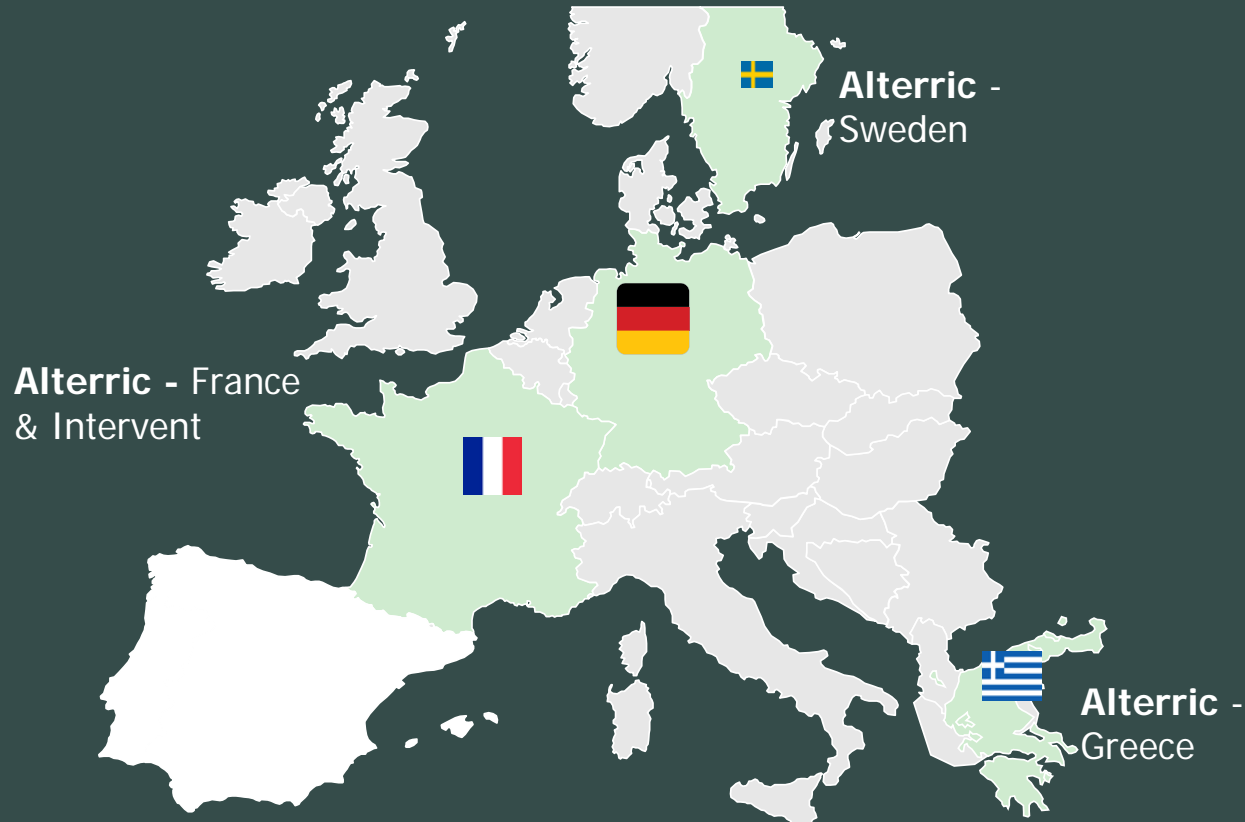 Alterric -
Sweden
Alterric - France
& Intervent
Alterric -
Greece